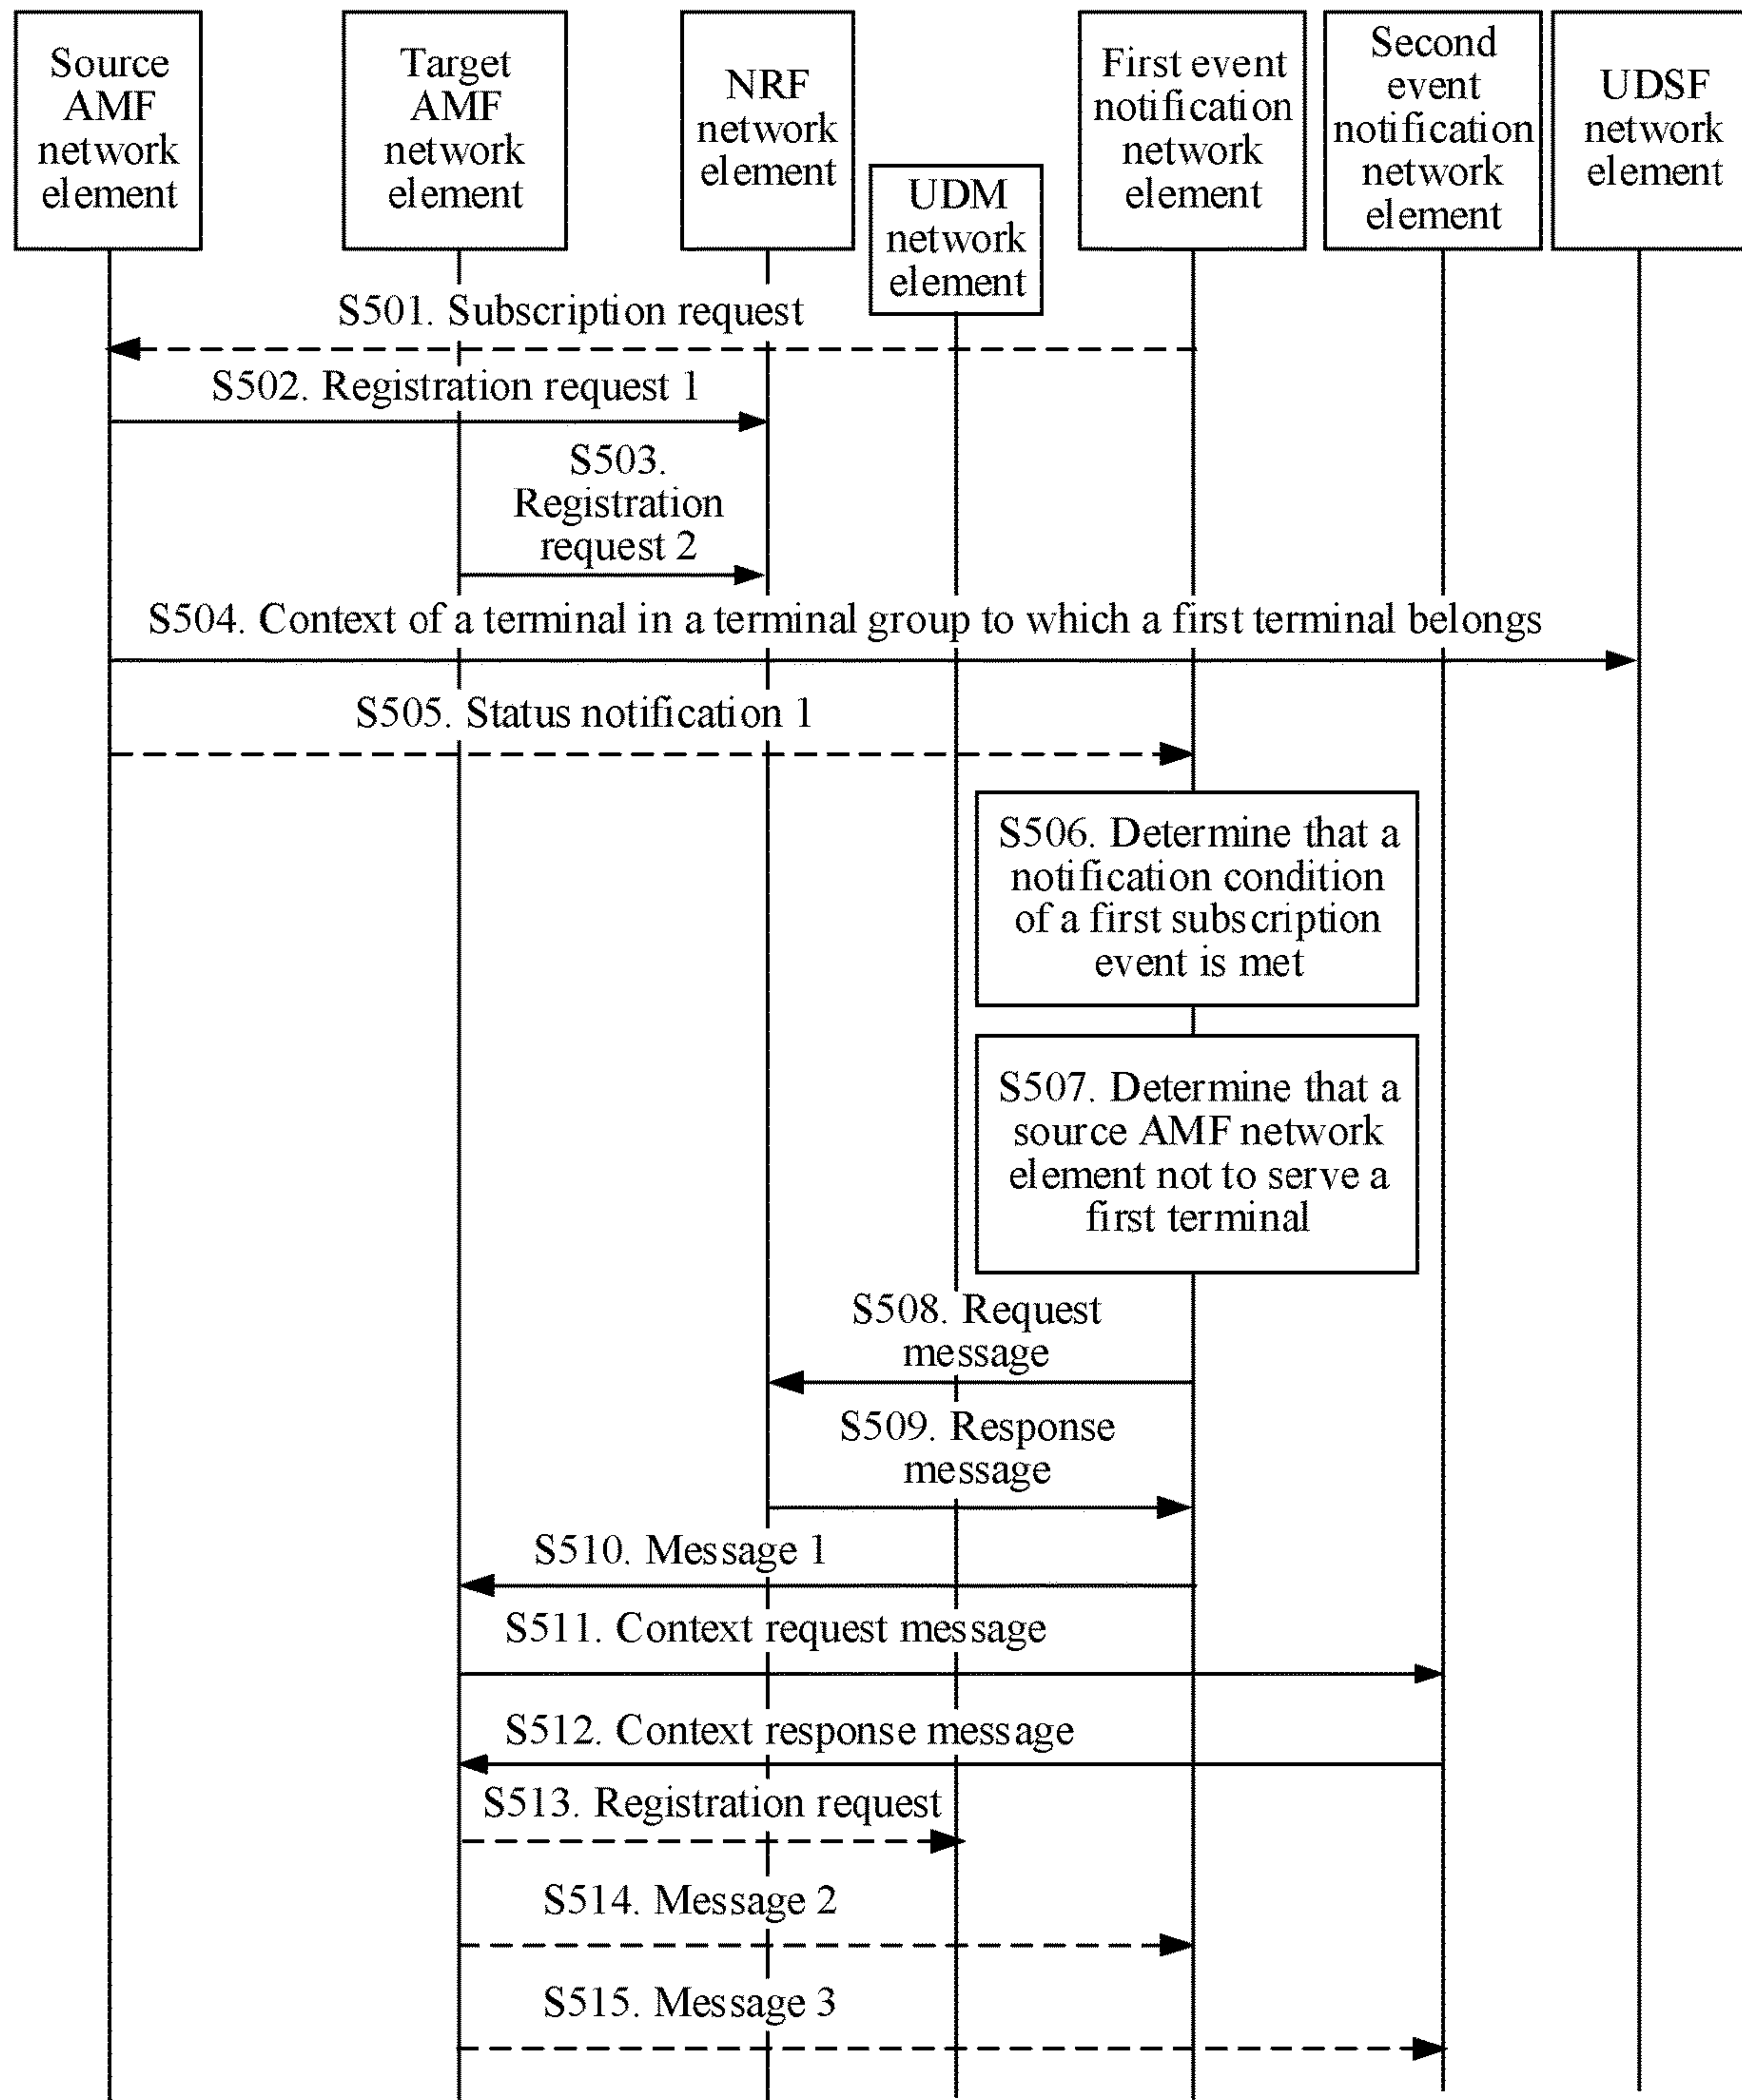 Source
AMF
network
element
Target
AMF
network
element
NRF
network
element
UDM
network
element
First event
notification
network
element
Second
event
notification
network
element
UDSF
network
element
S501. Subscription request
S502. Registration request 1
S503.
Registration
request 2
S504. Context of a terminal in a terminal group to which a first terminal belongs
S505. Status notification 1
S506. Determine that a
notification condition
of a first subscription
event is met
S507. Determine that a
source AMF network
element not to serve a
first terminal
S508. Request
message
S509. Response
message
S510. Message 1
S511. Context request message
S512. Context response message
S513. Registration request
S514. Message 2
S515. Message 3